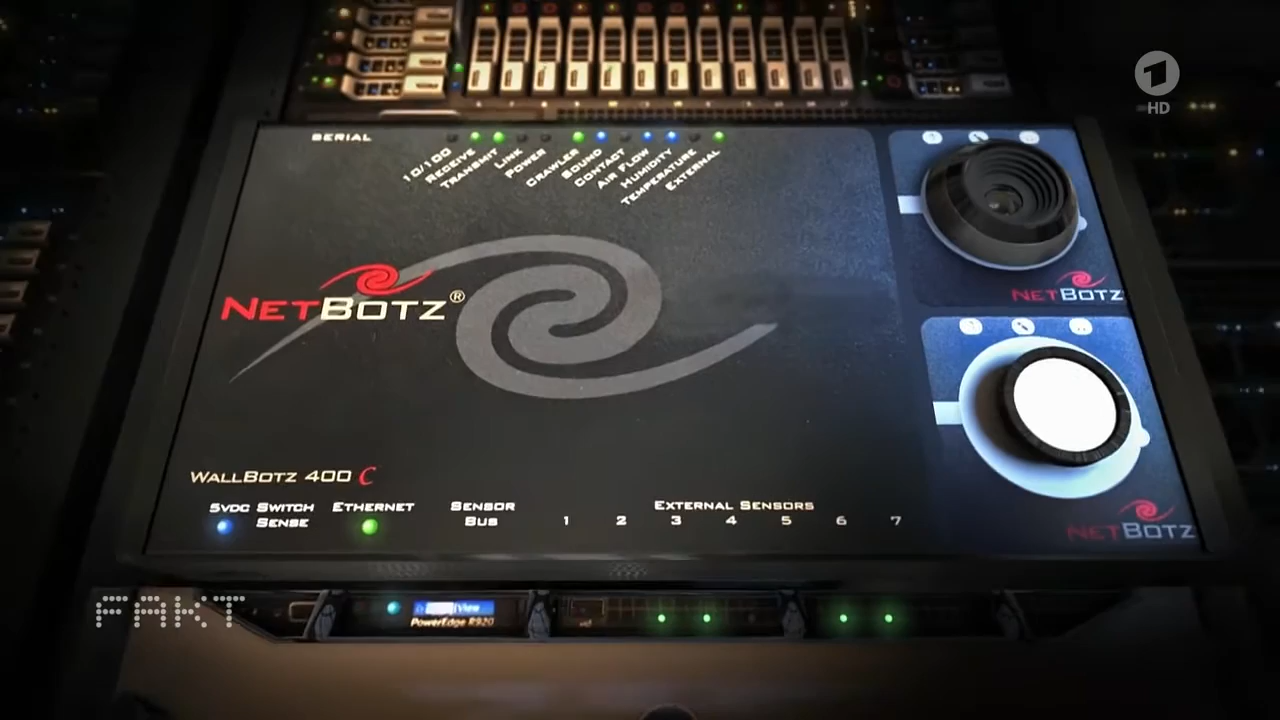 1
HD
SERIAL
10/100
RECEIVE
TRANSMIT
LINK
POWER
CRAWLER
SOUND
CONTACT
AIR FLOW
HUMIDITY
TEMPERATURE
EXTERNAL
NETBOTZ®
NETBOTZ
NETBOTZ
WALLBOTZ 400 C
5VDC SWITCH SENSE
ETHERNET
SENSOR BUS
EXTERNAL SENSORS
1 2 3 4 5 6 7
FAKT
View
PowerEdge R920